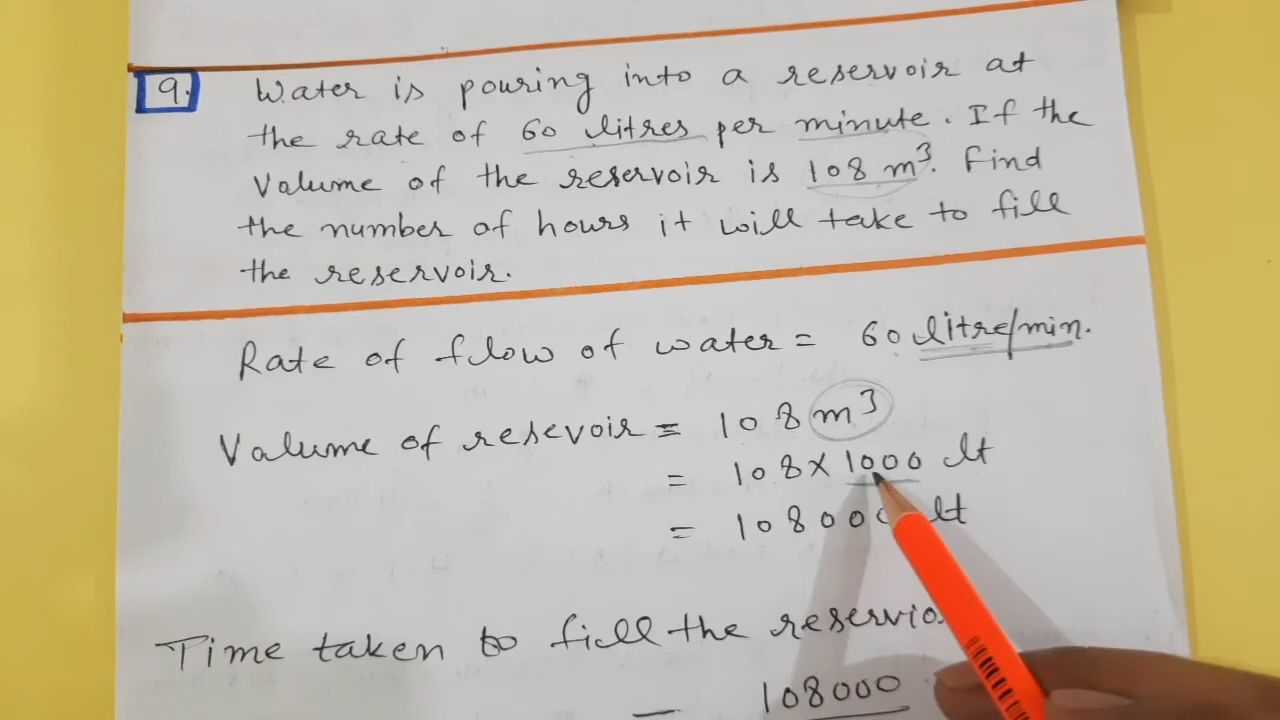 9. Water is pouring into a reservoir at
the rate of 60 litres per minute. If the
Volume of the reservoir is 108 m³. Find
the number of hours it will take to fill
the reservoir.
Rate of flow of water = 60 litre/min.
Volume of resevoir = 108 m³
= 108 × 1000 lt
= 108000 lt
Time taken to fill the
= 108000